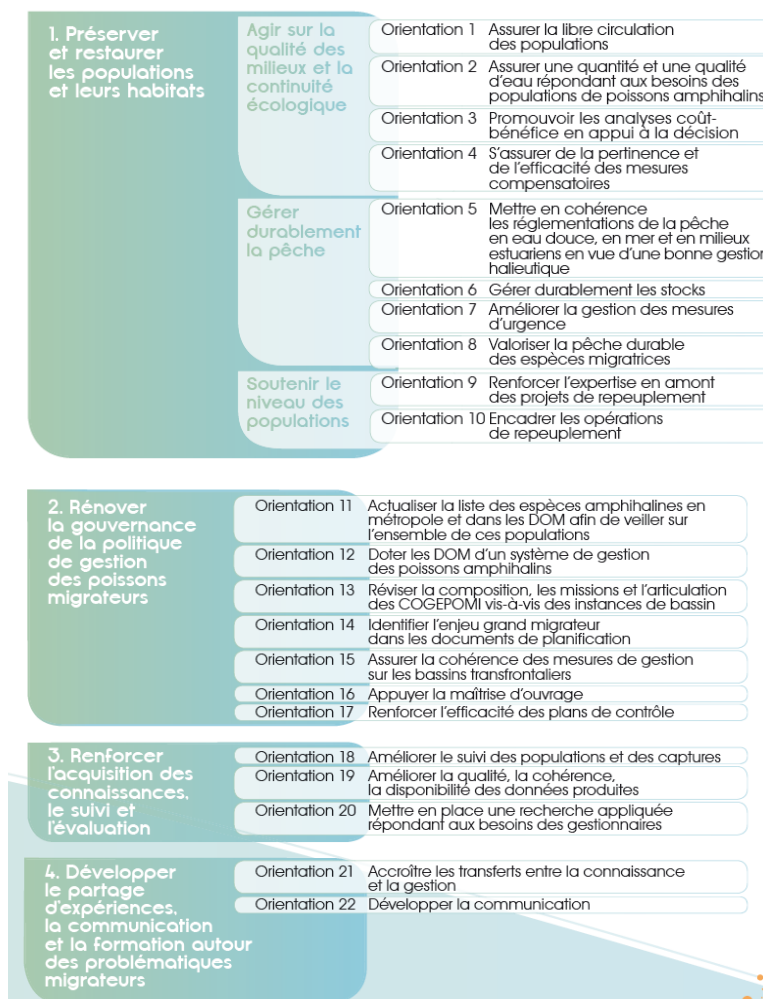 1. Préserver
et restaurer
les populations
et leurs habitats
Agir sur la
qualité des
milieux et la
continuité
écologique
Orientation 1 Assurer la libre circulation
des populations
Orientation 2 Assurer une quantité et une qualité
d'eau répondant aux besoins des
populations de poissons amphihalins
Orientation 3 Promouvoir les analyses coût-
bénéfice en appui à la décision
Orientation 4 S'assurer de la pertinence et
de l'efficacité des mesures
compensatoires
Gérer
durablement
la pêche
Orientation 5 Mettre en cohérence
les réglementations de la pêche
en eau douce, en mer et en milieux
estuariens en vue d'une bonne gestion
halieutique
Orientation 6 Gérer durablement les stocks
Orientation 7 Améliorer la gestion des mesures
d'urgence
Orientation 8 Valoriser la pêche durable
des espèces migratrices
Soutenir le
niveau des
populations
Orientation 9 Renforcer l'expertise en amont
des projets de repeuplement
Orientation 10 Encadrer les opérations
de repeuplement
2. Rénover
la gouvernance
de la politique
de gestion
des poissons
migrateurs
Orientation 11 Actualiser la liste des espèces amphihalines en
métropole et dans les DOM afin de veiller sur
l'ensemble de ces populations
Orientation 12 Doter les DOM d'un système de gestion
des poissons amphihalins
Orientation 13 Réviser la composition, les missions et l'articulation
des COGEPOMI vis-à-vis des instances de bassin
Orientation 14 Identifier l'enjeu grand migrateur
dans les documents de planification
Orientation 15 Assurer la cohérence des mesures de gestion
sur les bassins transfrontaliers
Orientation 16 Appuyer la maîtrise d'ouvrage
Orientation 17 Renforcer l'efficacité des plans de contrôle
3. Renforcer
l'acquisition des
connaissances,
le suivi et
l'évaluation
Orientation 18 Améliorer le suivi des populations et des captures
Orientation 19 Améliorer la qualité, la cohérence,
la disponibilité des données produites
Orientation 20 Mettre en place une recherche appliquée
répondant aux besoins des gestionnaires
4. Développer
le partage
d'expériences,
la communication
et la formation autour
des problématiques
migrateurs
Orientation 21 Accroître les transferts entre la connaissance
et la gestion
Orientation 22 Développer la communication